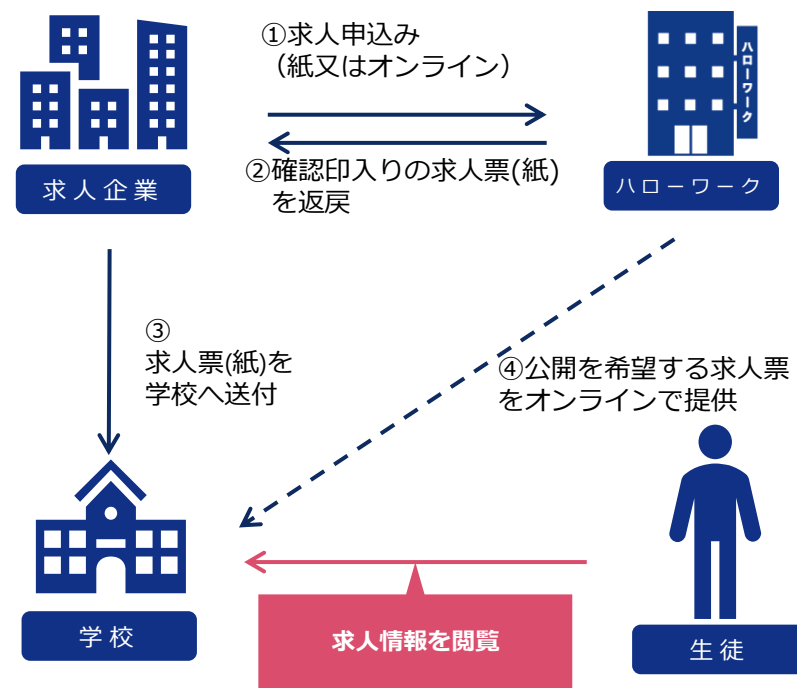 ①求人申込み
（紙又はオンライン）
ハローワーク
②確認印入りの求人票(紙)
を返戻
求人企業
ハローワーク
③
求人票(紙)を
学校へ送付
④公開を希望する求人票
をオンラインで提供
求人情報を閲覧
学校
生徒